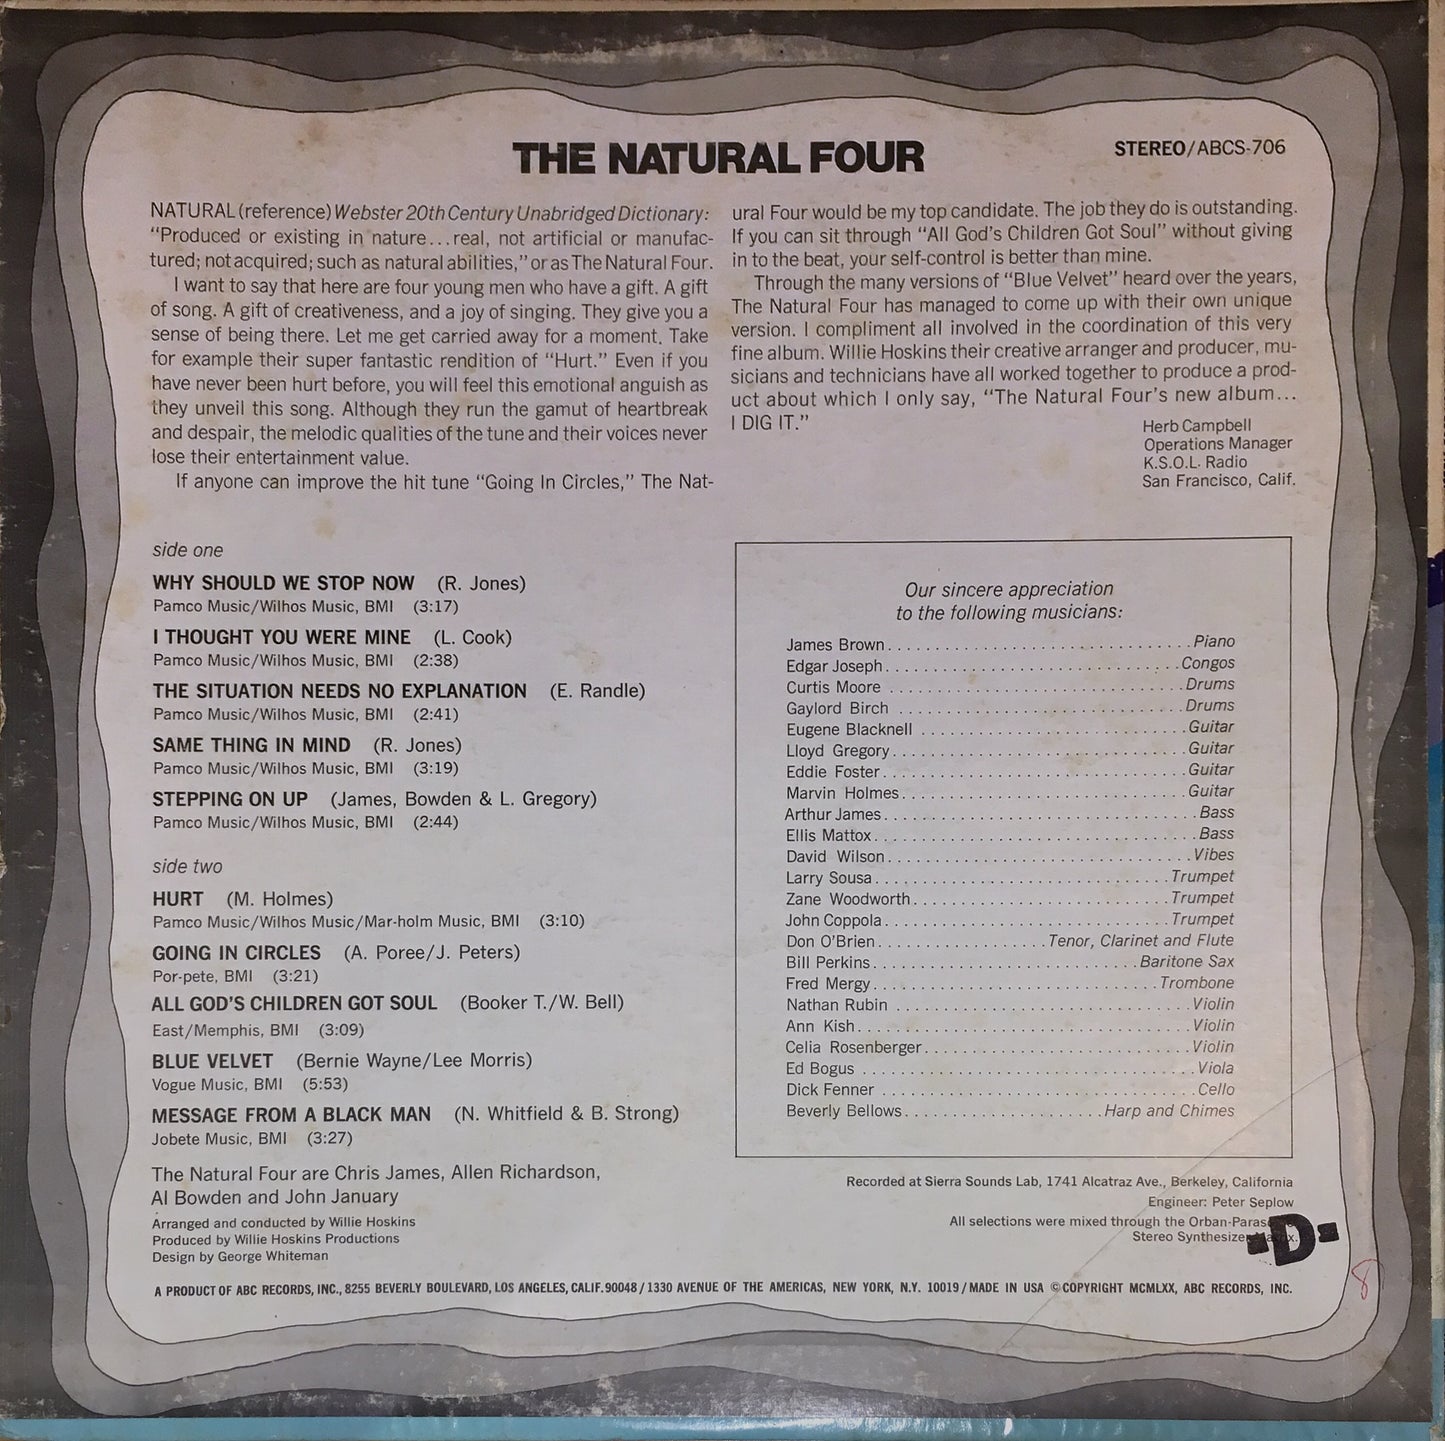 THE NATURAL FOUR
STEREO/ABCS-706
NATURAL (reference) Webster 20th Century Unabridged Dictionary:
"Produced or existing in nature...real, not artificial or manufac-
tured; not acquired; such as natural abilities," or as The Natural Four.
I want to say that here are four young men who have a gift. A gift
of song. A gift of creativeness, and a joy of singing. They give you a
sense of being there. Let me get carried away for a moment. Take
for example their super fantastic rendition of "Hurt." Even if you
have never been hurt before, you will feel this emotional anguish as
they unveil this song. Although they run the gamut of heartbreak
and despair, the melodic qualities of the tune and their voices never
lose their entertainment value.
If anyone can improve the hit tune "Going In Circles," The Nat-
ural Four would be my top candidate. The job they do is outstanding.
If you can sit through "All God's Children Got Soul" without giving
in to the beat, your self-control is better than mine.
Through the many versions of "Blue Velvet" heard over the years,
The Natural Four has managed to come up with their own unique
version. I compliment all involved in the coordination of this very
fine album. Willie Hoskins their creative arranger and producer, mu-
sicians and technicians have all worked together to produce a prod-
uct about which I only say, "The Natural Four's new album...
I DIG IT."
Herb Campbell
Operations Manager
K.S.O.L. Radio
San Francisco, Calif.
side one
WHY SHOULD WE STOP NOW (R. Jones)
Pamco Music/Wilhos Music, BMI (3:17)
I THOUGHT YOU WERE MINE (L. Cook)
Pamco Music/Wilhos Music, BMI (2:38)
THE SITUATION NEEDS NO EXPLANATION (E. Randle)
Pamco Music/Wilhos Music, BMI (2:41)
SAME THING IN MIND (R. Jones)
Pamco Music/Wilhos Music, BMI (3:19)
STEPPING ON UP (James, Bowden & L. Gregory)
Pamco Music/Wilhos Music, BMI (2:44)
side two
HURT (M. Holmes)
Pamco Music/Wilhos Music/Mar-holm Music, BMI (3:10)
GOING IN CIRCLES (A. Poree/J. Peters)
Por-pete, BMI (3:21)
ALL GOD'S CHILDREN GOT SOUL (Booker T./W. Bell)
East/Memphis, BMI (3:09)
BLUE VELVET (Bernie Wayne/Lee Morris)
Vogue Music, BMI (5:53)
MESSAGE FROM A BLACK MAN (N. Whitfield & B. Strong)
Jobete Music, BMI (3:27)
The Natural Four are Chris James, Allen Richardson,
Al Bowden and John January
Arranged and conducted by Willie Hoskins
Produced by Willie Hoskins Productions
Design by George Whiteman
Our sincere appreciation
to the following musicians:
James Brown Piano
Edgar Joseph Congos
Curtis Moore Drums
Gaylord Birch Drums
Eugene Blacknell Guitar
Lloyd Gregory Guitar
Eddie Foster Guitar
Marvin Holmes Guitar
Arthur James Bass
Ellis Mattox Bass
David Wilson Vibes
Larry Sousa Trumpet
Zane Woodworth Trumpet
John Coppola Trumpet
Don O'Brien Tenor, Clarinet and Flute
Bill Perkins Baritone Sax
Fred Mergy Trombone
Nathan Rubin Violin
Ann Kish Violin
Celia Rosenberger Violin
Ed Bogus Viola
Dick Fenner Cello
Beverly Bellows Harp and Chimes
Recorded at Sierra Sounds Lab, 1741 Alcatraz Ave., Berkeley, California
Engineer: Peter Seplow
All selections were mixed through the
Stereo Synthesizer
-D-
8
A PRODUCT OF ABC RECORDS, INC., 8255 BEVERLY BOULEVARD, LOS ANGELES, CALIF. 90048 / 1330 AVENUE OF THE AMERICAS, NEW YORK, N.Y. 10019 / MADE IN USA © COPYRIGHT MCMLXX, ABC RECORDS, INC.